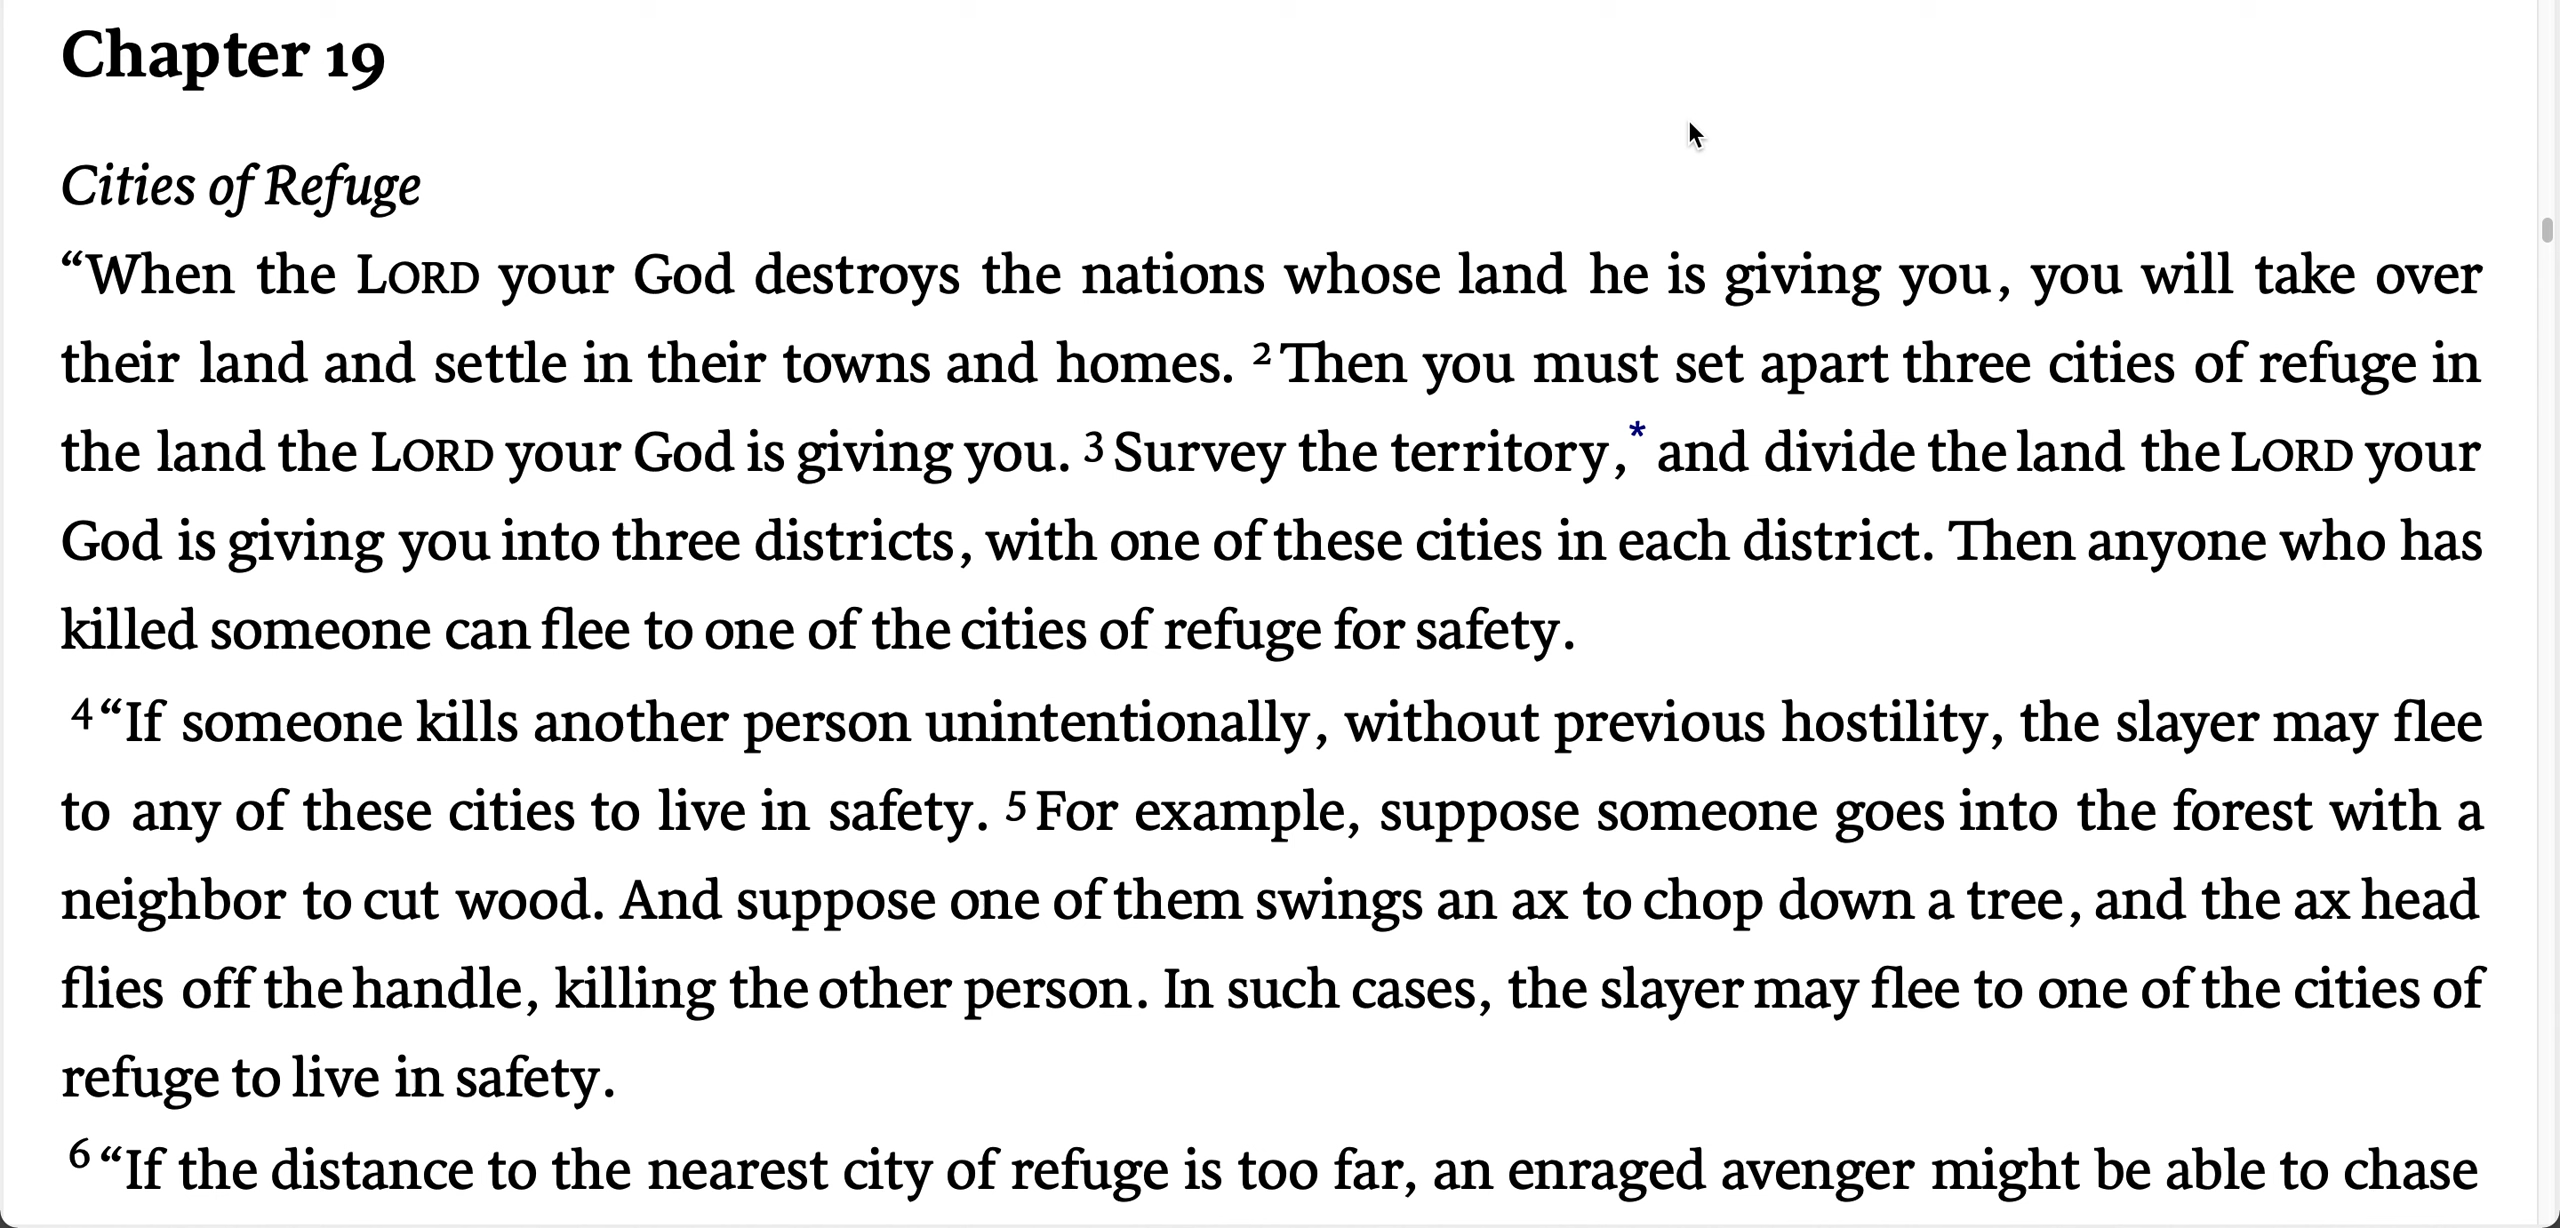 Chapter 19
Cities of Refuge
“When the LORD your God destroys the nations whose land he is giving you, you will take over
their land and settle in their towns and homes. 2 Then you must set apart three cities of refuge in
the land the LORD your God is giving you. 3 Survey the territory,* and divide the land the LORD your
God is giving you into three districts, with one of these cities in each district. Then anyone who has
killed someone can flee to one of the cities of refuge for safety.
4 “If someone kills another person unintentionally, without previous hostility, the slayer may flee
to any of these cities to live in safety. 5 For example, suppose someone goes into the forest with a
neighbor to cut wood. And suppose one of them swings an ax to chop down a tree, and the ax head
flies off the handle, killing the other person. In such cases, the slayer may flee to one of the cities of
refuge to live in safety.
6 “If the distance to the nearest city of refuge is too far, an enraged avenger might be able to chase